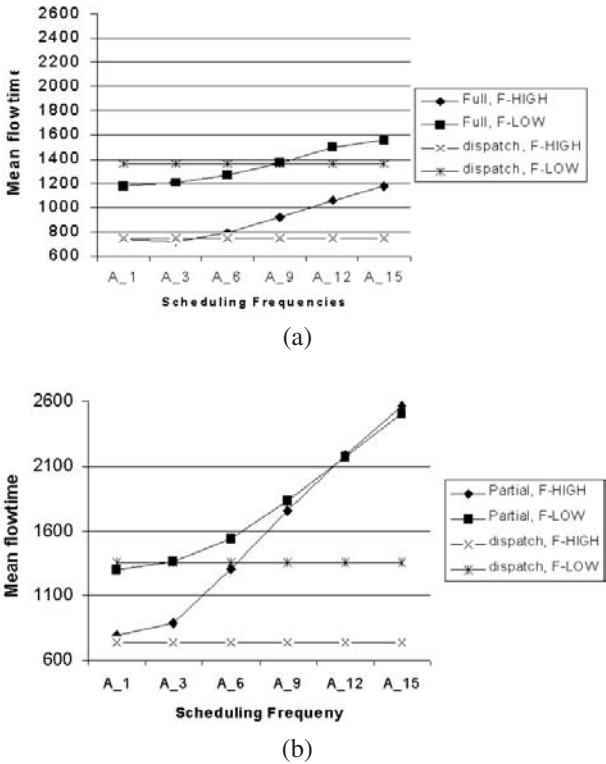 2600
2400
2200
2000
1800
1600
1400
1200
1000
800
600
Mean flowtime
A_1 A_3 A_6 A_9 A_12 A_15
Scheduling Frequencies
Full, F-HIGH
Full, F-LOW
dispatch, F-HIGH
dispatch, F-LOW
(a)
2600
2100
1600
1100
600
Mean flowtime
A_1 A_3 A_6 A_9 A_12 A_15
Scheduling Frequeny
Partial, F-HIGH
Partial, F-LOW
dispatch, F-HIGH
dispatch, F-LOW
(b)